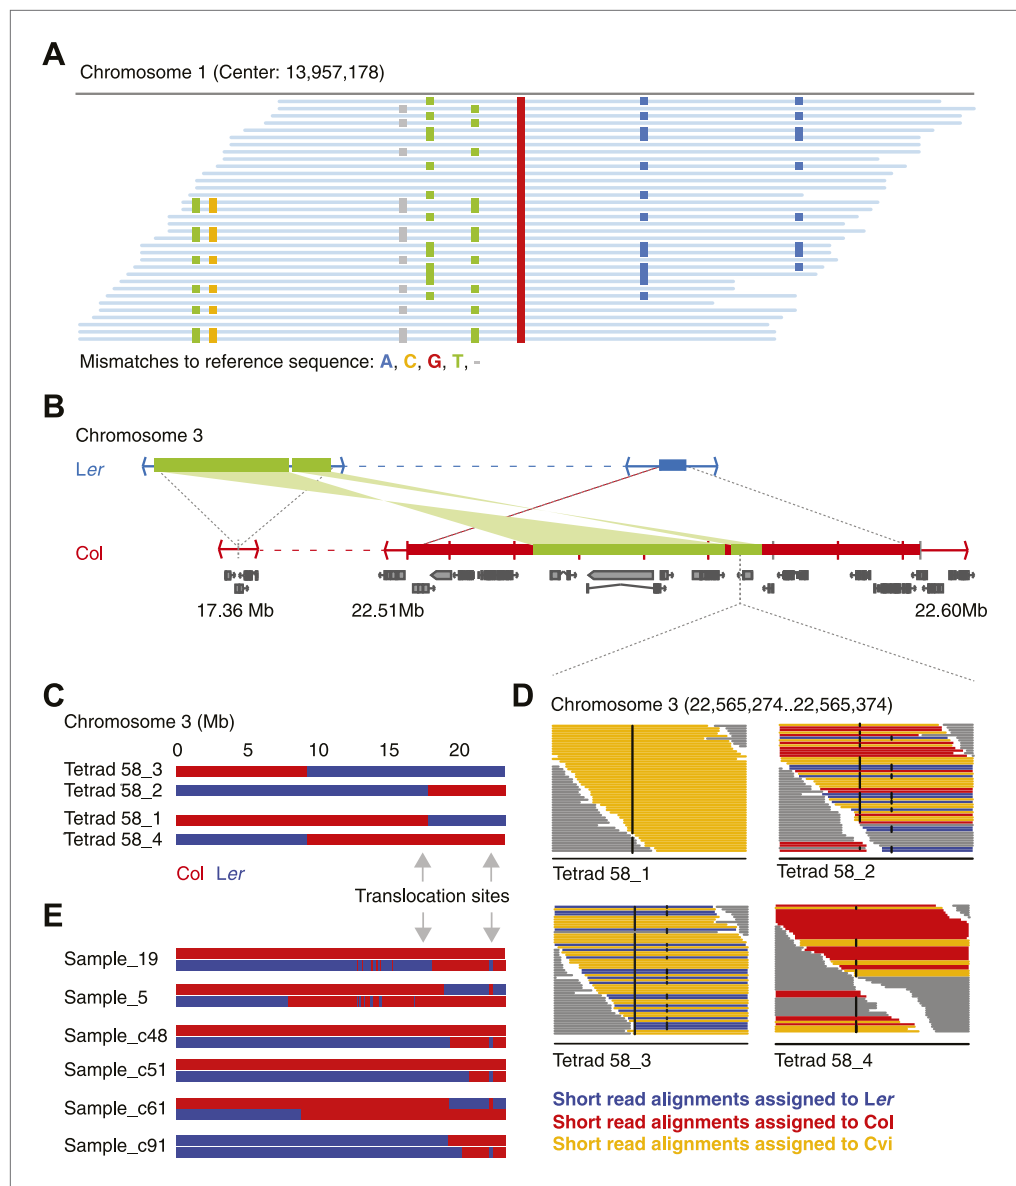 A
Chromosome 1 (Center: 13,957,178)
Mismatches to reference sequence: A, C, G, T, -
B
Chromosome 3
Ler
Col
17.36 Mb
22.51Mb
22.60Mb
C
Chromosome 3 (Mb)
0 5 10 15 20
Tetrad 58_3
Tetrad 58_2
Tetrad 58_1
Tetrad 58_4
Col Ler
Translocation sites
D
Chromosome 3 (22,565,274..22,565,374)
Tetrad 58_1
Tetrad 58_2
Tetrad 58_3
Tetrad 58_4
Short read alignments assigned to Ler
Short read alignments assigned to Col
Short read alignments assigned to Cvi
E
Sample_19
Sample_5
Sample_c48
Sample_c51
Sample_c61
Sample_c91